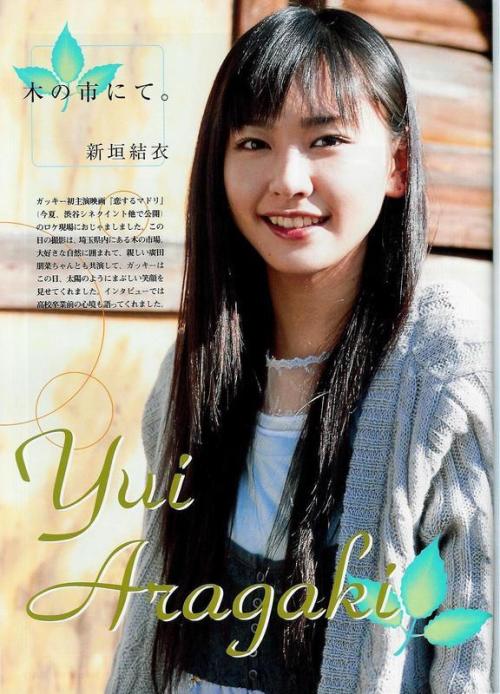 木の市にて。
新垣結衣
ガッキー初主演映画「恋するマドリ」
(今夏、渋谷シネクイント他で公開)
のロケ現場におじゃましました。この
日の撮影は、埼玉県内にある木の市場。
大好きな自然に囲まれて、親しい廣田
朋菜ちゃんとも共演して、ガッキーは
この日、太陽のようにまぶしい笑顔を
見せてくれました。インタビューでは
高校卒業前の心境も語ってくれました。
Yui
Aragaki